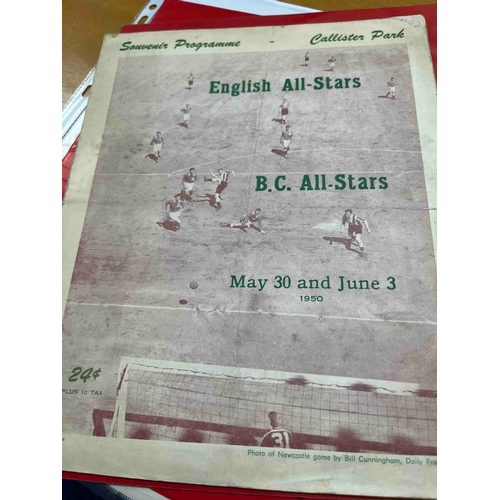 Souvenir Programme Callister Park
English All-Stars
B.C. All-Stars
May 30 and June 3
1950
24¢
PLUS 1c TAX
31
Photo of Newcastle game by Bill Cunningham, Daily